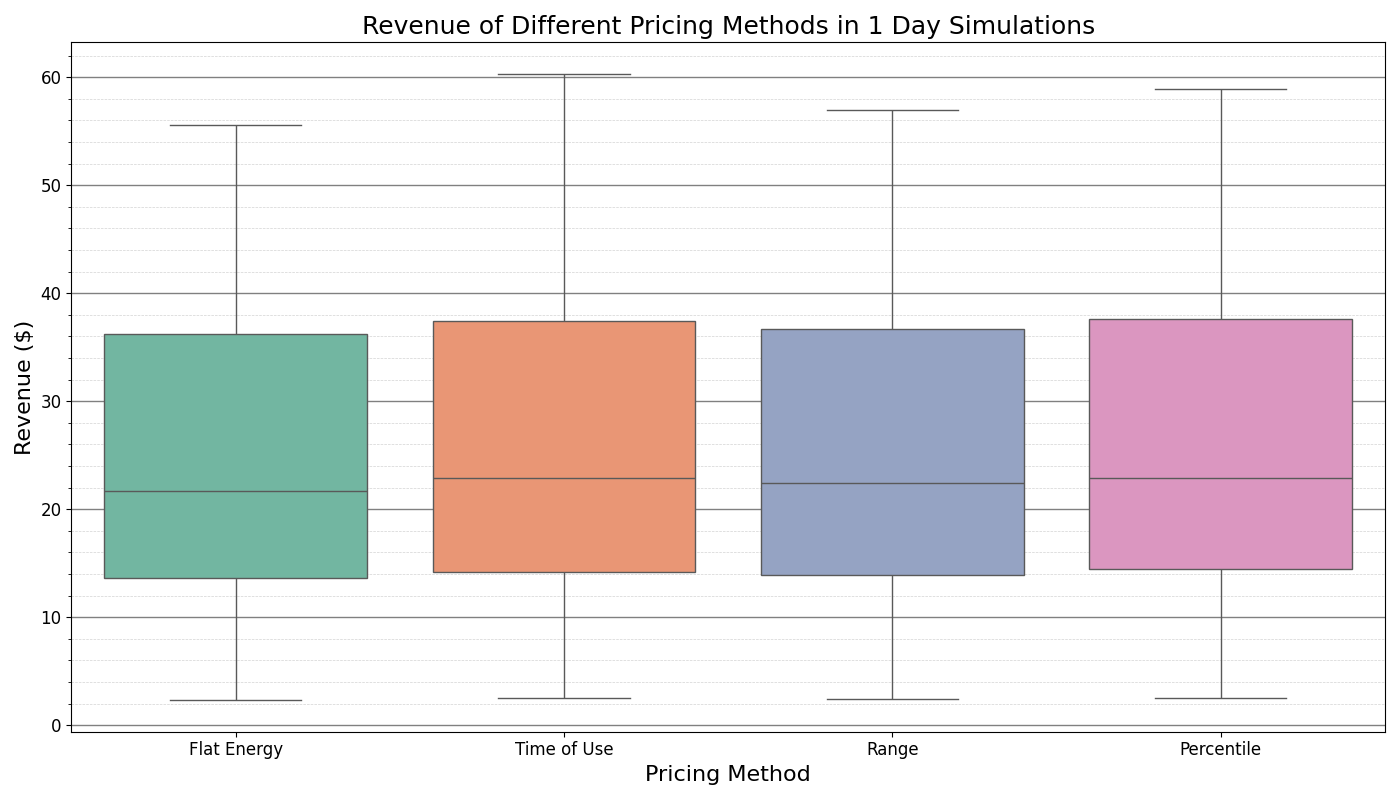 Revenue of Different Pricing Methods in 1 Day Simulations
Revenue ($)
60
50
40
30
20
10
0
Flat Energy
Time of Use
Range
Percentile
Pricing Method